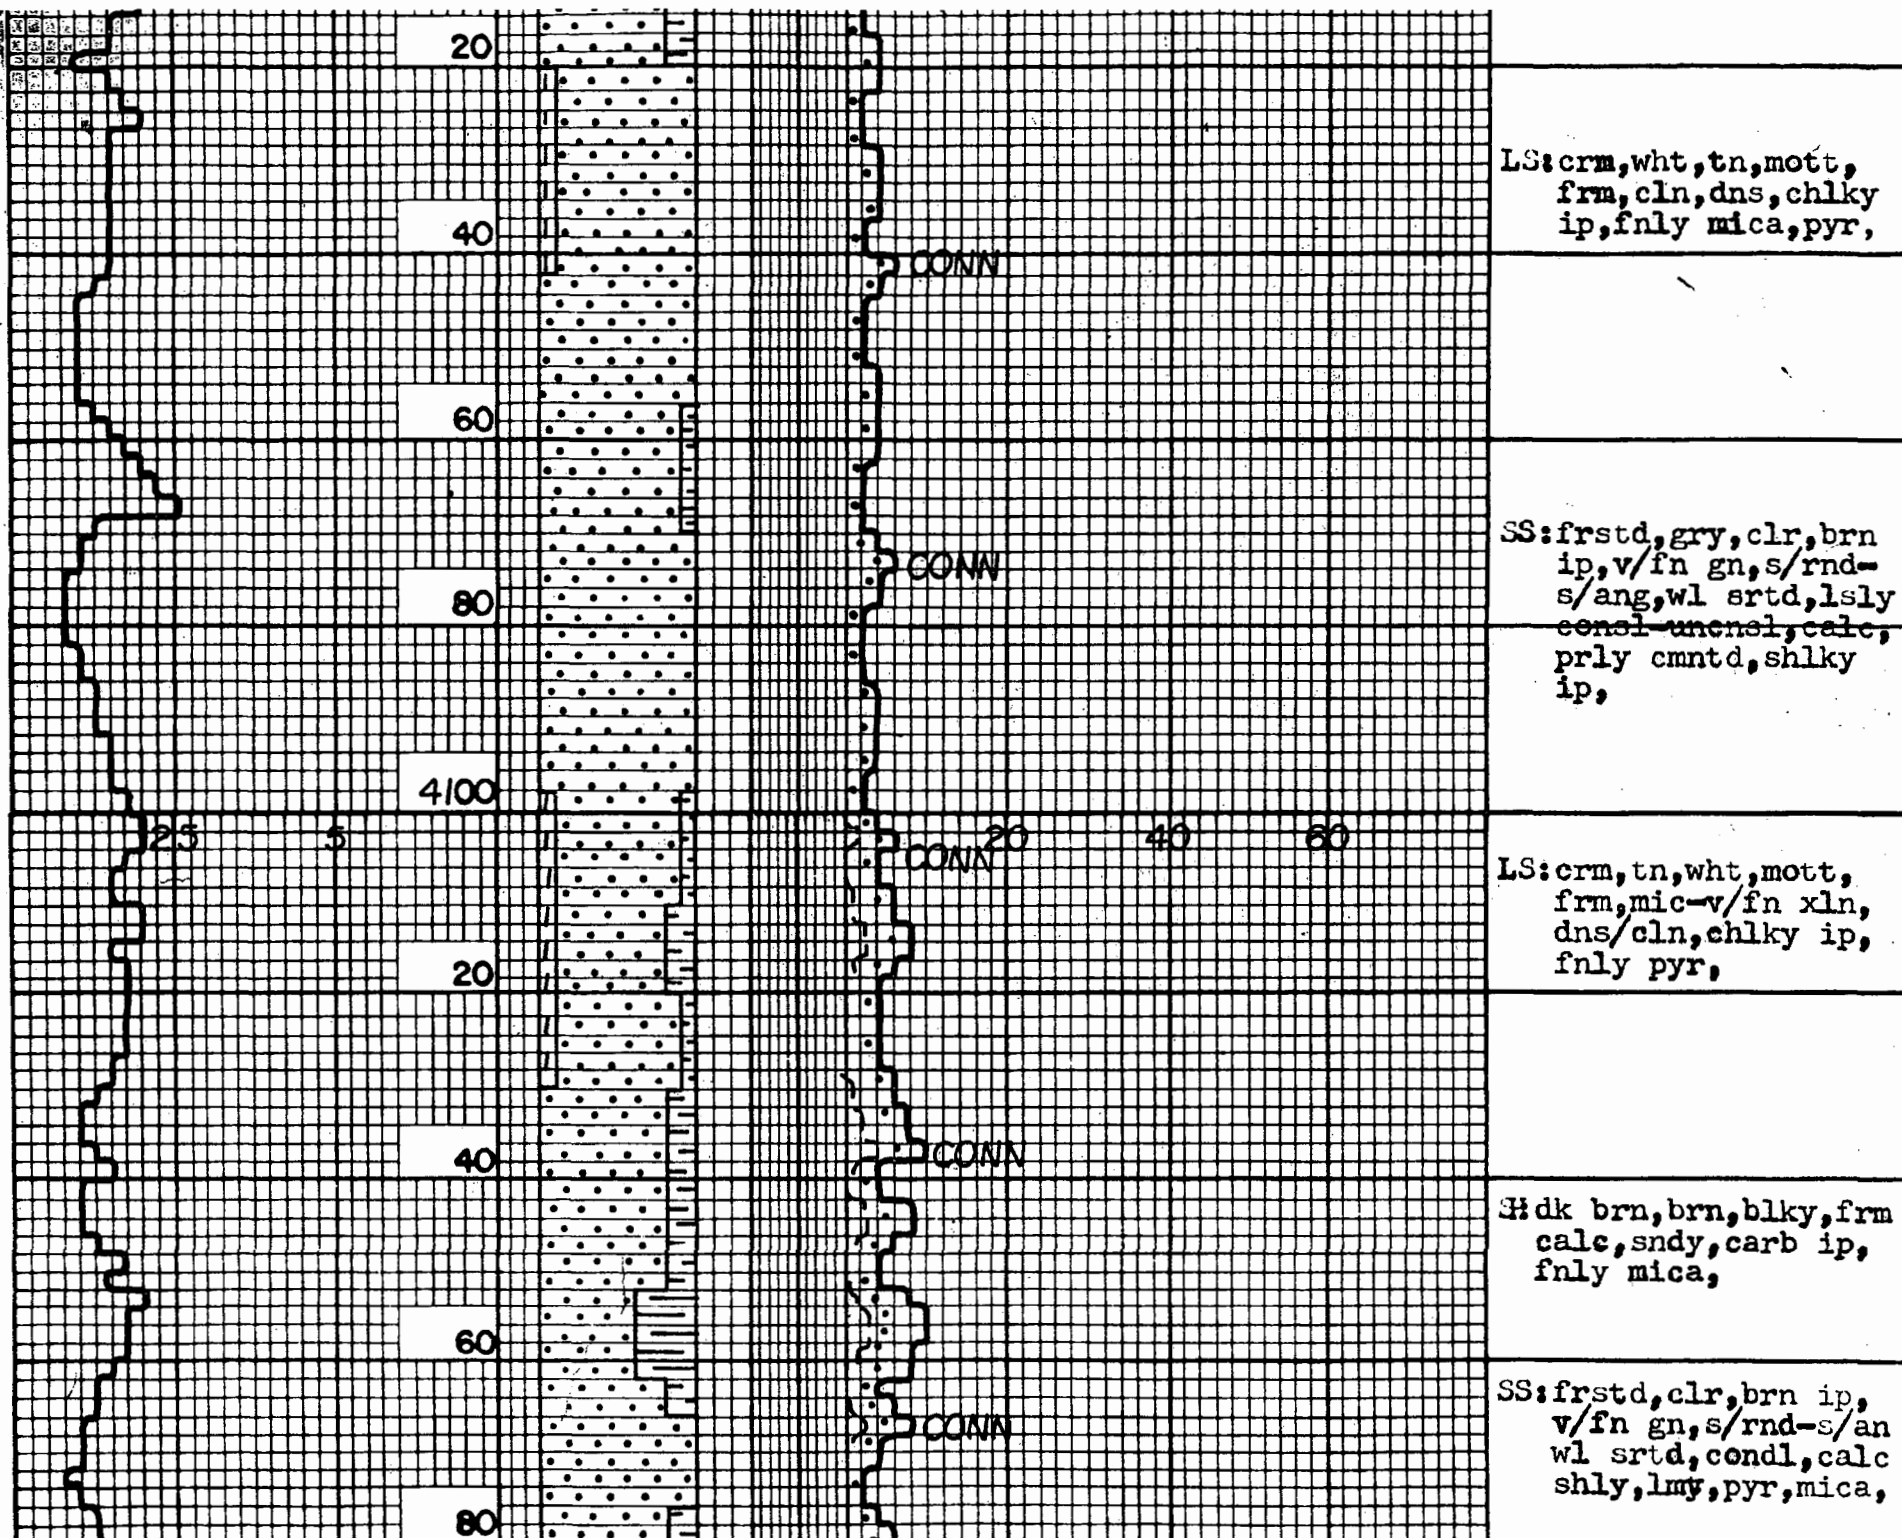 20
LS:crm,wht,tn,mott,
frm,cln,dns,chlky
ip,fnly mica,pyr,
40
CONN
60
SS:frstd,gry,clr,brn
ip,v/fn gn,s/rnd-
s/ang,wl srtd,lsly
consl-uncnsl,calc,
prly cmntd,shlky
ip,
CONN
80
4100
25 5 20 40 60
CONN
LS:crm,tn,wht,mott,
frm,mic-v/fn xln,
dns/cln,chlky ip,
fnly pyr,
20
CONN
40
SH:dk brn,brn,blky,frm
calc,sndy,carb ip,
fnly mica,
60
SS:frstd,clr,brn ip,
v/fn gn,s/rnd-s/an
wl srtd,condl,calc
shly,lmy,pyr,mica,
CONN
80